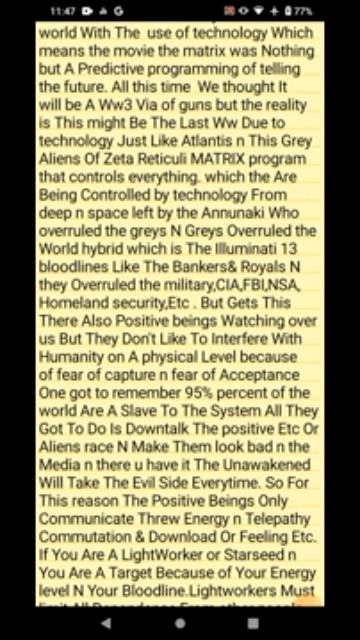 11:47 77%
world With The use of technology Which
means the movie the matrix was Nothing
but A Predictive programming of telling
the future. All this time We thought It
will be A Ww3 Via of guns but the reality
is This might Be The Last Ww Due to
technology Just Like Atlantis n This Grey
Aliens Of Zeta Reticuli MATRIX program
that controls everything. which the Are
Being Controlled by technology From
deep n space left by the Annunaki Who
overruled the greys N Greys Overruled the
World hybrid which is The Illuminati 13
bloodlines Like The Bankers& Royals N
they Overruled the military,CIA,FBI,NSA,
Homeland security,Etc . But Gets This
There Also Positive beings Watching over
us But They Don't Like To Interfere With
Humanity on A physical Level because
of fear of capture n fear of Acceptance
One got to remember 95% percent of the
world Are A Slave To The System All They
Got To Do Is Downtalk The positive Etc Or
Aliens race N Make Them look bad n the
Media n there u have it The Unawakened
Will Take The Evil Side Everytime. So For
This reason The Positive Beings Only
Communicate Threw Energy n Telepathy
Commutation & Download Or Feeling Etc.
If You Are A LightWorker or Starseed n
You Are A Target Because of Your Energy
level N Your Bloodline.Lightworkers Must